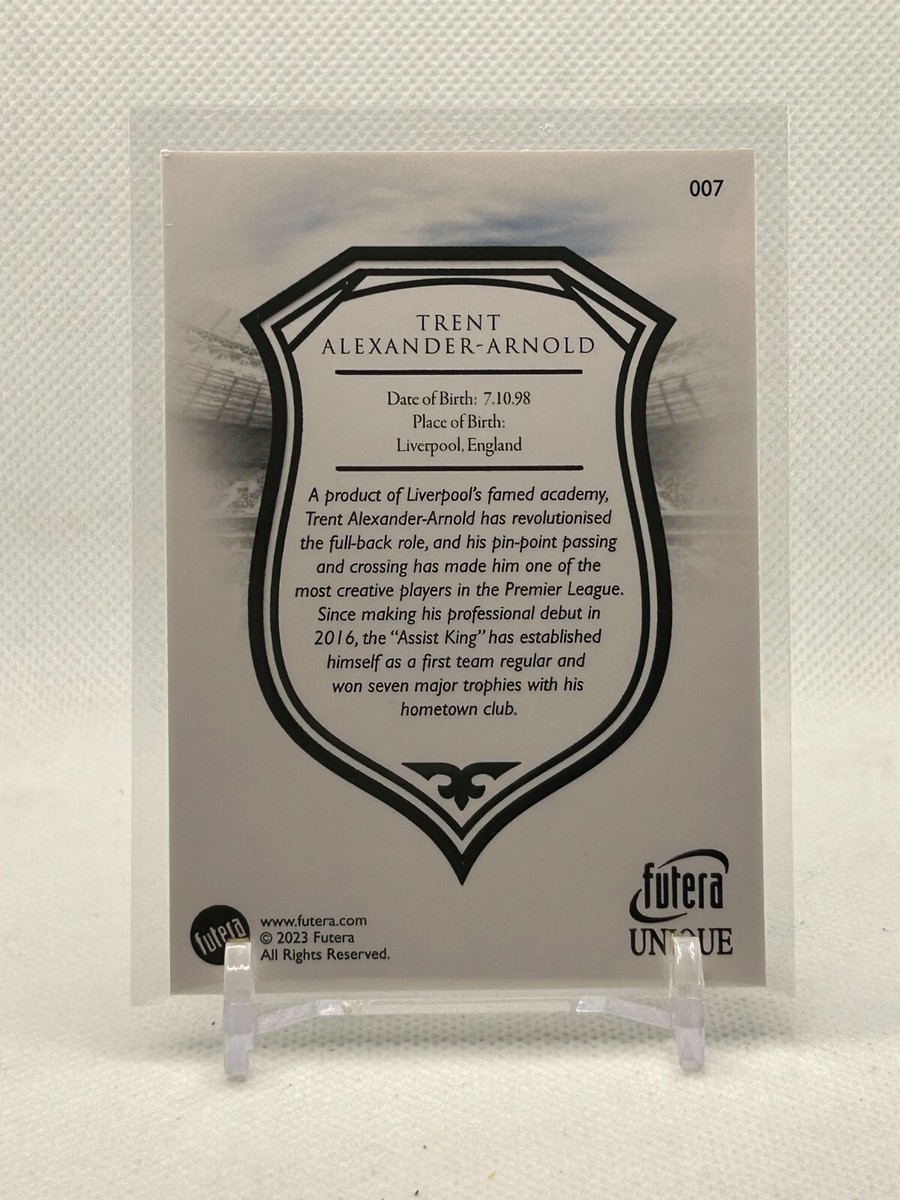 007
TRENT
ALEXANDER-ARNOLD
Date of Birth: 7.10.98
Place of Birth:
Liverpool, England
A product of Liverpool's famed academy,
Trent Alexander-Arnold has revolutionised
the full-back role, and his pin-point passing
and crossing has made him one of the
most creative players in the Premier League.
Since making his professional debut in
2016, the "Assist King" has established
himself as a first team regular and
won seven major trophies with his
hometown club.
futera
UNIQUE
futera
www.futera.com
© 2023 Futera
All Rights Reserved.